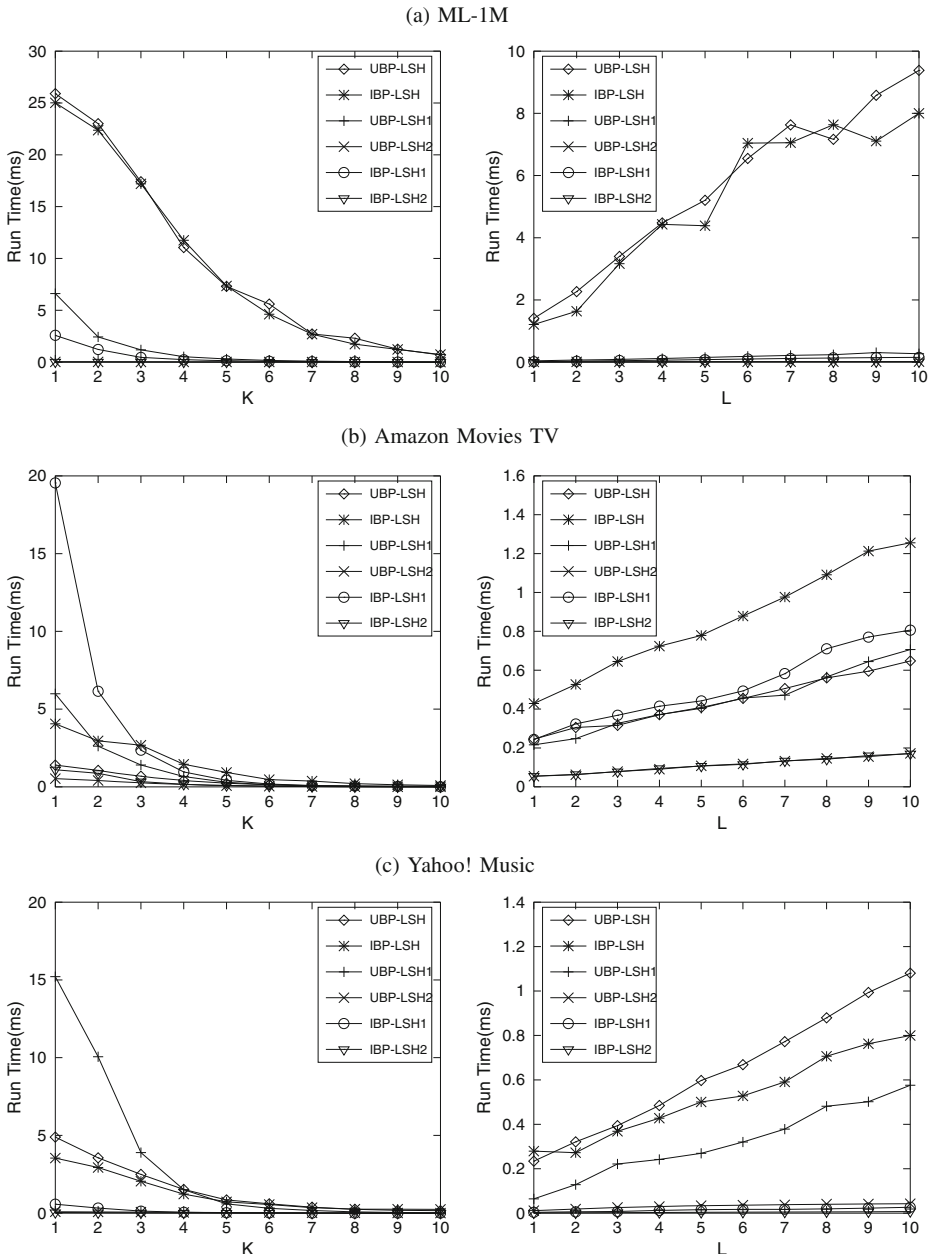 (a) ML-1M
30
25
20
15
10
5
0
1 2 3 4 5 6 7 8 9 10
K
Run Time(ms)
UBP-LSH
IBP-LSH
UBP-LSH1
UBP-LSH2
IBP-LSH1
IBP-LSH2
10
8
6
4
2
0
1 2 3 4 5 6 7 8 9 10
L
Run Time(ms)
UBP-LSH
IBP-LSH
UBP-LSH1
UBP-LSH2
IBP-LSH1
IBP-LSH2
(b) Amazon Movies TV
20
15
10
5
0
1 2 3 4 5 6 7 8 9 10
K
Run Time(ms)
UBP-LSH
IBP-LSH
UBP-LSH1
UBP-LSH2
IBP-LSH1
IBP-LSH2
1.6
1.4
1.2
1
0.8
0.6
0.4
0.2
0
1 2 3 4 5 6 7 8 9 10
L
Run Time(ms)
UBP-LSH
IBP-LSH
UBP-LSH1
UBP-LSH2
IBP-LSH1
IBP-LSH2
(c) Yahoo! Music
20
15
10
5
0
1 2 3 4 5 6 7 8 9 10
K
Run Time(ms)
UBP-LSH
IBP-LSH
UBP-LSH1
UBP-LSH2
IBP-LSH1
IBP-LSH2
1.4
1.2
1
0.8
0.6
0.4
0.2
0
1 2 3 4 5 6 7 8 9 10
L
Run Time(ms)
UBP-LSH
IBP-LSH
UBP-LSH1
UBP-LSH2
IBP-LSH1
IBP-LSH2